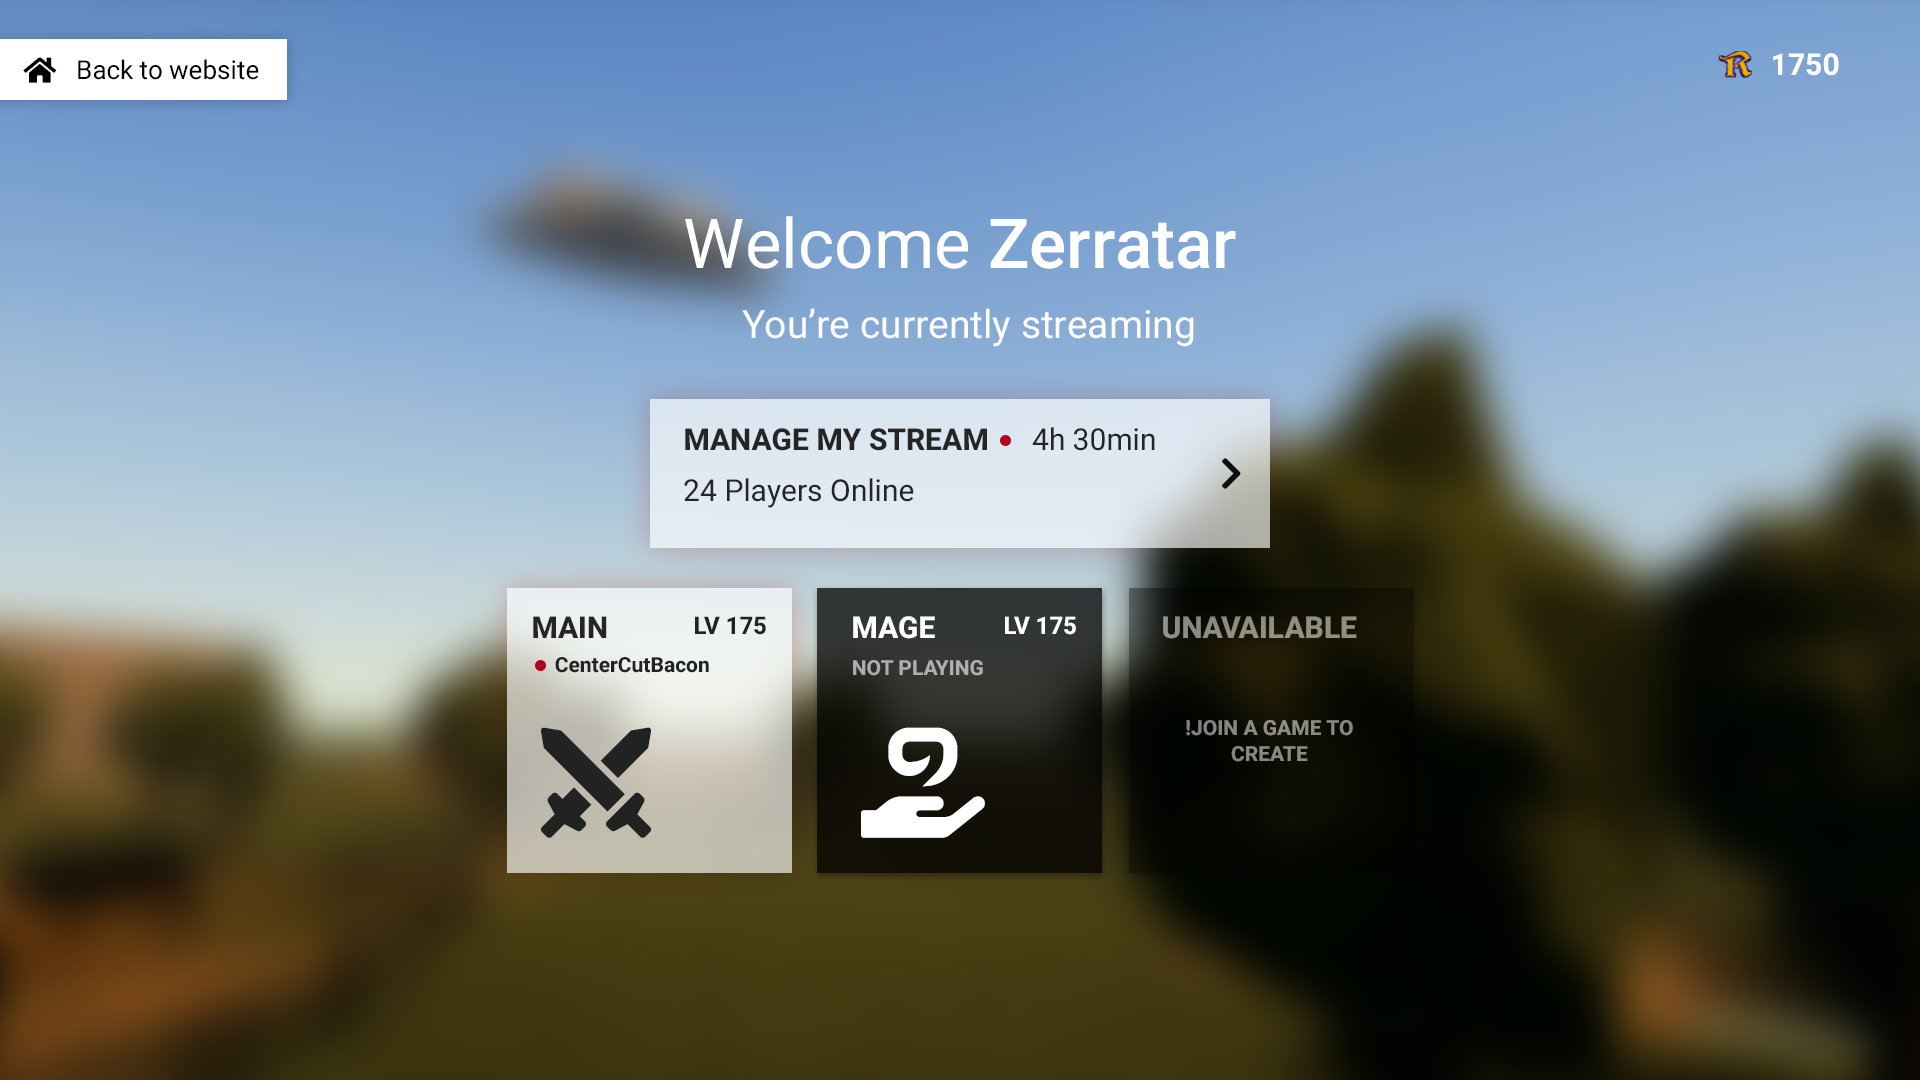 Back to website
1750
Welcome Zerratar
You’re currently streaming
MANAGE MY STREAM 4h 30min
24 Players Online
MAIN LV 175
CenterCutBacon
MAGE LV 175
NOT PLAYING
UNAVAILABLE
!JOIN A GAME TO
CREATE